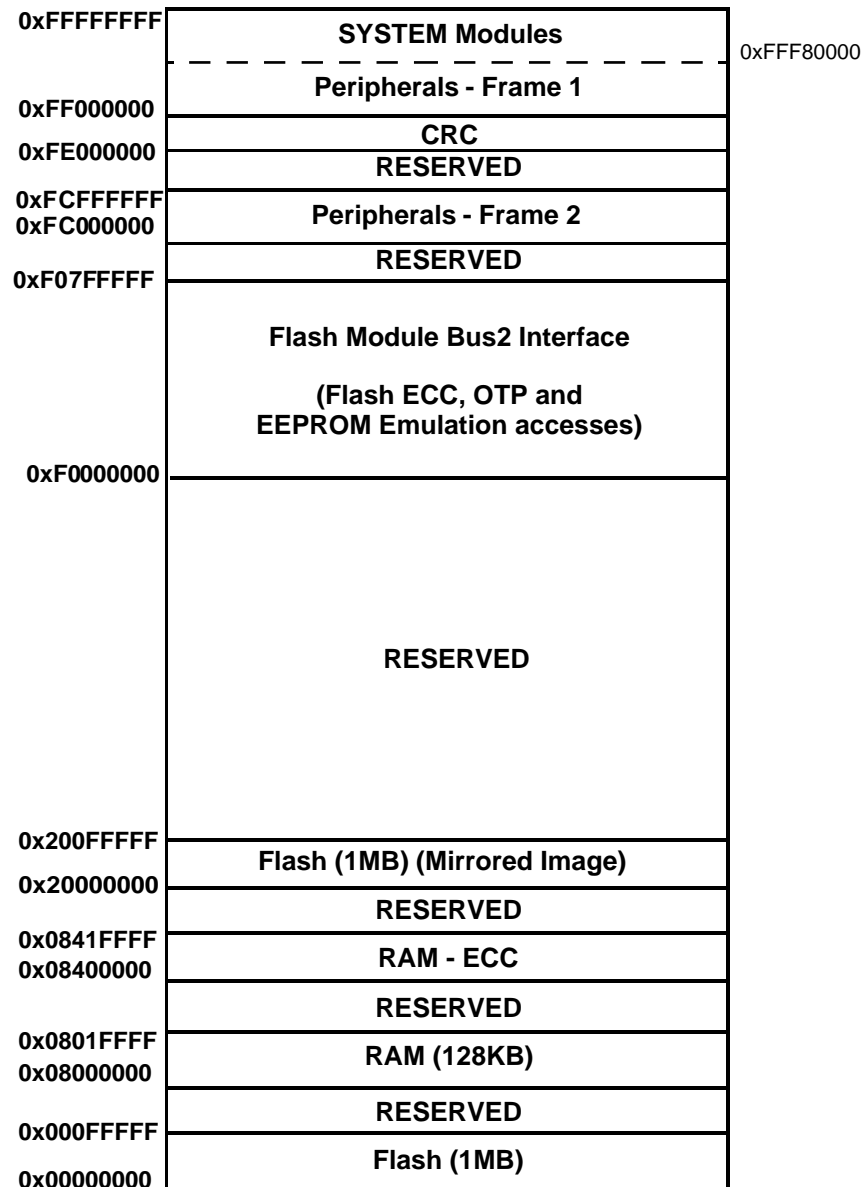 0xFFFFFFFF
SYSTEM Modules
0xFFF80000
Peripherals - Frame 1
0xFF000000
CRC
0xFE000000
RESERVED
0xFCFFFFFF
Peripherals - Frame 2
0xFC000000
RESERVED
0xF07FFFFF
Flash Module Bus2 Interface
(Flash ECC, OTP and
EEPROM Emulation accesses)
0xF0000000
RESERVED
0x200FFFFF
Flash (1MB) (Mirrored Image)
0x20000000
RESERVED
0x0841FFFF
RAM - ECC
0x08400000
RESERVED
0x0801FFFF
RAM (128KB)
0x08000000
RESERVED
0x000FFFFF
Flash (1MB)
0x00000000